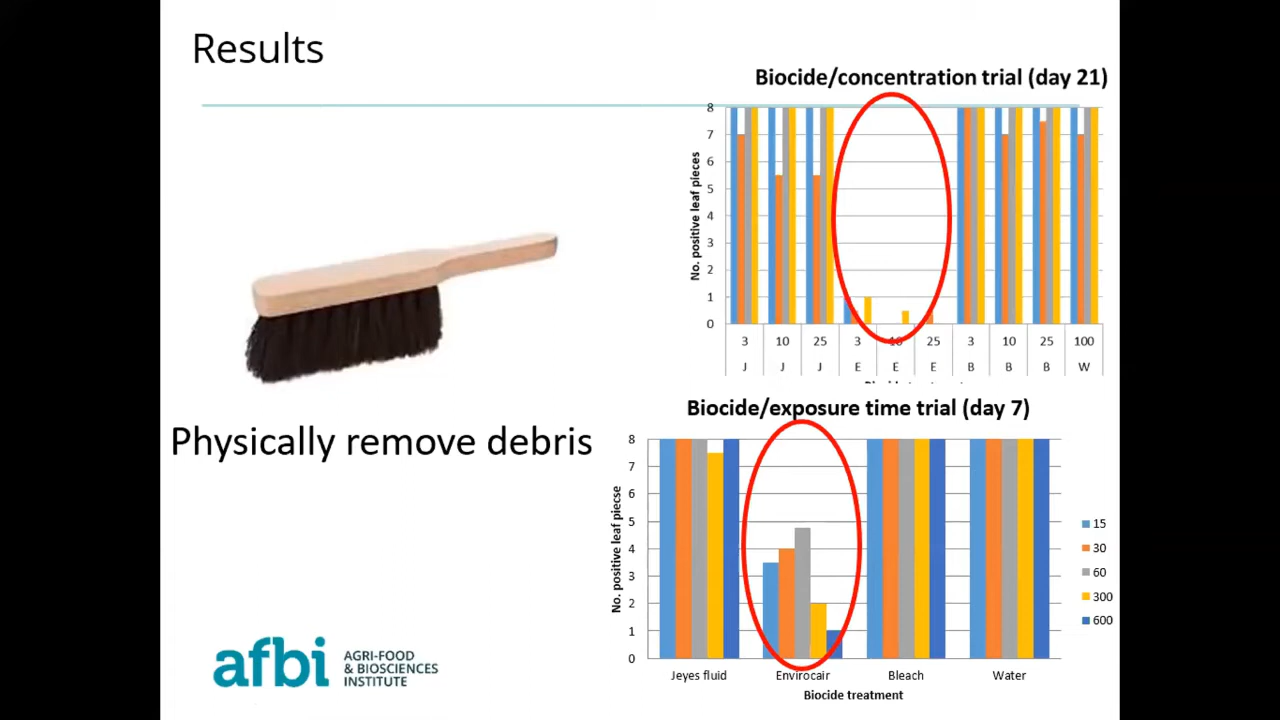 Results
Biocide/concentration trial (day 21)
8
7
6
5
4
3
2
1
0
No. positive leaf pieces
3 10 25 3 10 25 3 10 25 100
J J J E E E B B B W
Physically remove debris
Biocide/exposure time trial (day 7)
8
7
6
5
4
3
2
1
0
No. positive leaf piecse
15
30
60
300
600
Jeyes fluid Envirocair Bleach Water
Biocide treatment
afbi
AGRI-FOOD
& BIOSCIENCES
INSTITUTE